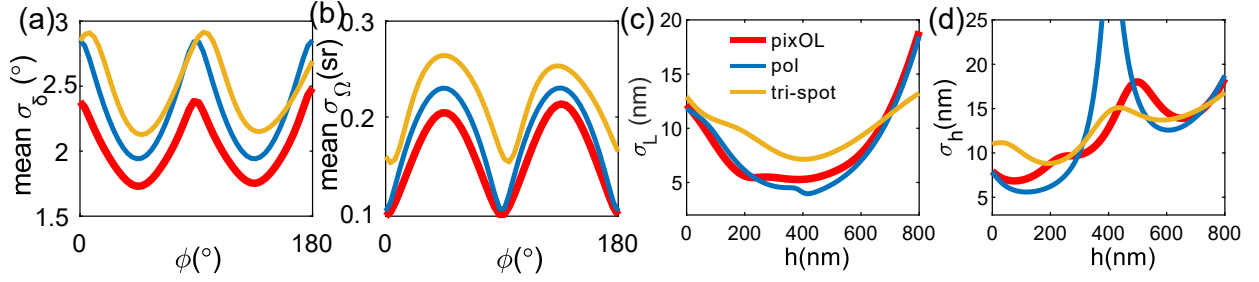 (a)
mean σδ (°)
3
2.5
2
1.5
0
180
ϕ(°)
(b)
mean σΩ(sr)
0.3
0.2
0.1
0
180
ϕ(°)
(c)
σL (nm)
20
15
10
5
0
200
400
600
800
h(nm)
pixOL
pol
tri-spot
(d)
σh(nm)
25
20
15
10
5
0
200
400
600
800
h(nm)